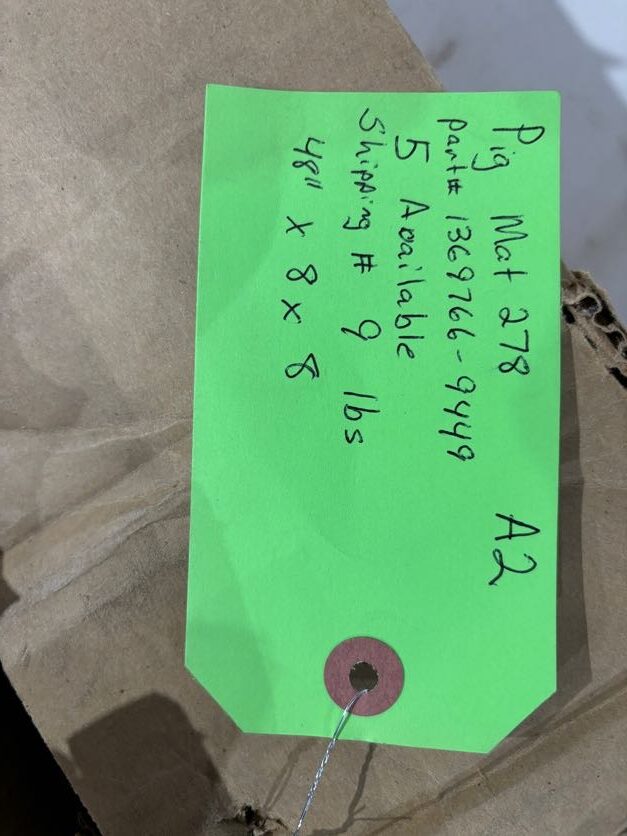 Pig Mat 278 A2
Part# 1369766-9449
5 Available
Shipping # 9 lbs
48" x 8 x 8